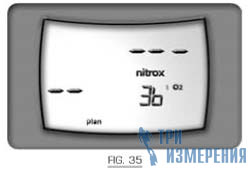 — — —
nitrox
— — 36 % O2
plan
ТРИ
ИЗМЕРЕНИЯ
FIG. 35